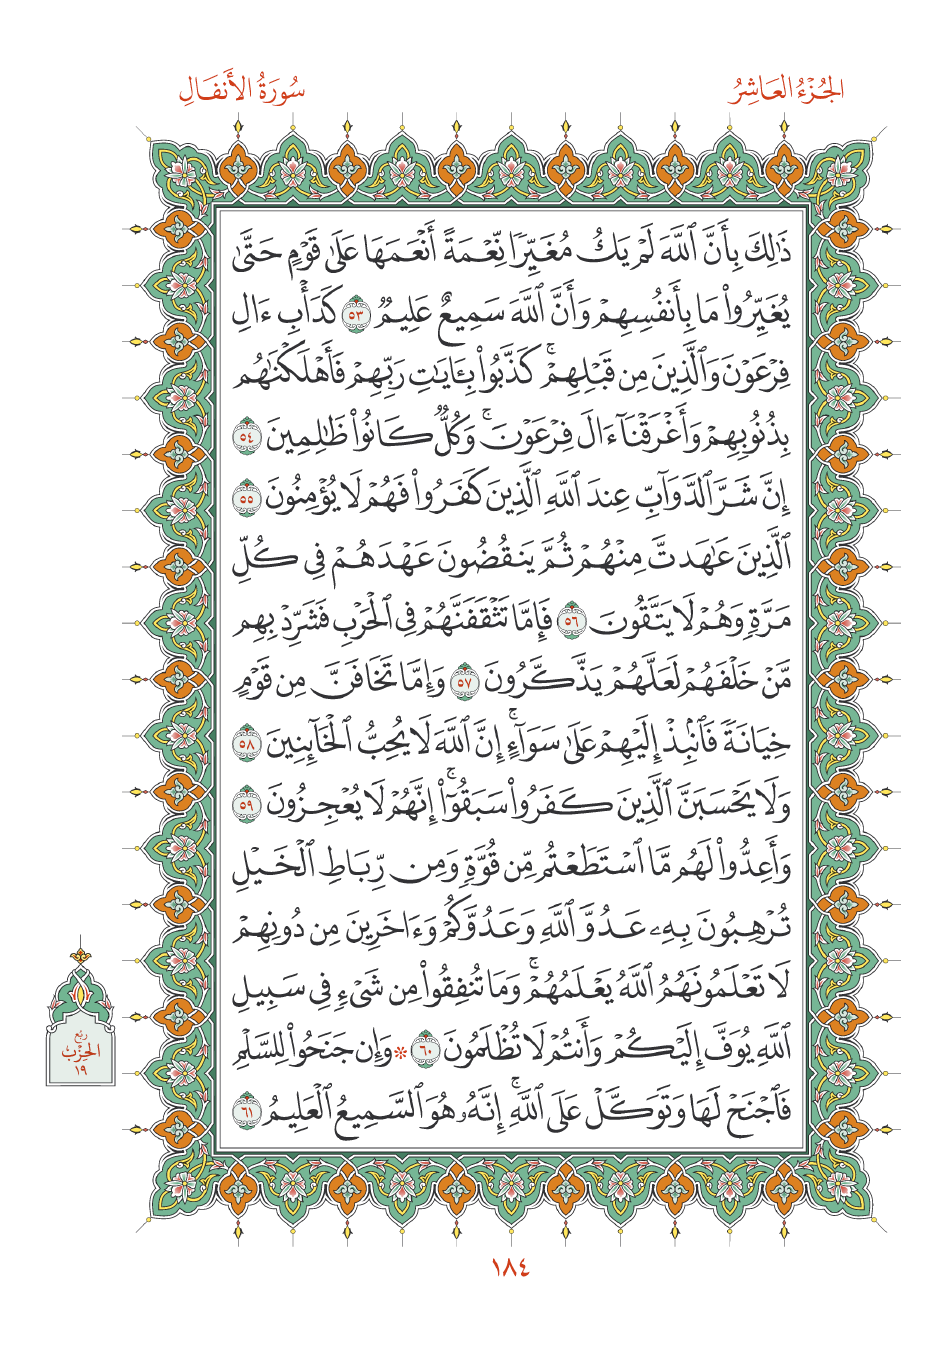 الجُزْءُ العَاشِرُ
سُورَةُ الأَنفَالِ
ذَٰلِكَ بِأَنَّ ٱللَّهَ لَمْ يَكُ مُغَيِّرٗا نِّعْمَةً أَنْعَمَهَا عَلَىٰ قَوْمٍ حَتَّىٰ
يُغَيِّرُواْ مَا بِأَنفُسِهِمْ وَأَنَّ ٱللَّهَ سَمِيعٌ عَلِيمٞ ٥٣ كَدَأْبِ ءَالِ
فِرْعَوْنَ وَٱلَّذِينَ مِن قَبْلِهِمْۚ كَذَّبُواْ بِـَٔايَٰتِ رَبِّهِمْ فَأَهْلَكْنَٰهُم
بِذُنُوبِهِمْ وَأَغْرَقْنَآ ءَالَ فِرْعَوْنَۚ وَكُلّٞ كَانُواْ ظَٰلِمِينَ ٥٤
إِنَّ شَرَّ ٱلدَّوَآبِّ عِندَ ٱللَّهِ ٱلَّذِينَ كَفَرُواْ فَهُمْ لَا يُؤْمِنُونَ ٥٥
ٱلَّذِينَ عَٰهَدتَّ مِنْهُمْ ثُمَّ يَنقُضُونَ عَهْدَهُمْ فِي كُلِّ
مَرَّةٖ وَهُمْ لَا يَتَّقُونَ ٥٦ فَإِمَّا تَثْقَفَنَّهُمْ فِي ٱلْحَرْبِ فَشَرِّدْ بِهِم
مَّنْ خَلْفَهُمْ لَعَلَّهُمْ يَذَّكَّرُونَ ٥٧ وَإِمَّا تَخَافَنَّ مِن قَوْمٍ
خِيَانَةٗ فَٱنۢبِذْ إِلَيْهِمْ عَلَىٰ سَوَآءٍۚ إِنَّ ٱللَّهَ لَا يُحِبُّ ٱلْخَآئِنِينَ ٥٨
وَلَا يَحْسَبَنَّ ٱلَّذِينَ كَفَرُواْ سَبَقُوٓاْۚ إِنَّهُمْ لَا يُعْجِزُونَ ٥٩
وَأَعِدُّواْ لَهُم مَّا ٱسْتَطَعْتُم مِّن قُوَّةٖ وَمِن رِّبَاطِ ٱلْخَيْلِ
تُرْهِبُونَ بِهِۦ عَدُوَّ ٱللَّهِ وَعَدُوَّكُمْ وَءَاخَرِينَ مِن دُونِهِمْ
لَا تَعْلَمُونَهُمُ ٱللَّهُ يَعْلَمُهُمْۚ وَمَا تُنفِقُواْ مِن شَيْءٖ فِي سَبِيلِ
ٱللَّهِ يُوَفَّ إِلَيْكُمْ وَأَنتُمْ لَا تُظْلَمُونَ ٦٠ ۞ وَإِن جَنَحُواْ لِلسَّلْمِ
فَٱجْنَحْ لَهَا وَتَوَكَّلْ عَلَى ٱللَّهِۚ إِنَّهُۥ هُوَ ٱلسَّمِيعُ ٱلْعَلِيمُ ٦١
رُبْعُ
الحِزْبِ
١٩
١٨٤